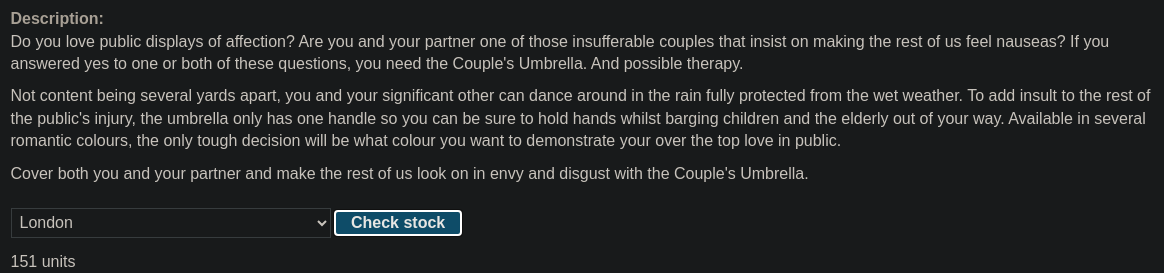 Description:
Do you love public displays of affection? Are you and your partner one of those insufferable couples that insist on making the rest of us feel nauseas? If you
answered yes to one or both of these questions, you need the Couple's Umbrella. And possible therapy.
Not content being several yards apart, you and your significant other can dance around in the rain fully protected from the wet weather. To add insult to the rest of
the public's injury, the umbrella only has one handle so you can be sure to hold hands whilst barging children and the elderly out of your way. Available in several
romantic colours, the only tough decision will be what colour you want to demonstrate your over the top love in public.
Cover both you and your partner and make the rest of us look on in envy and disgust with the Couple's Umbrella.
London Check stock
151 units